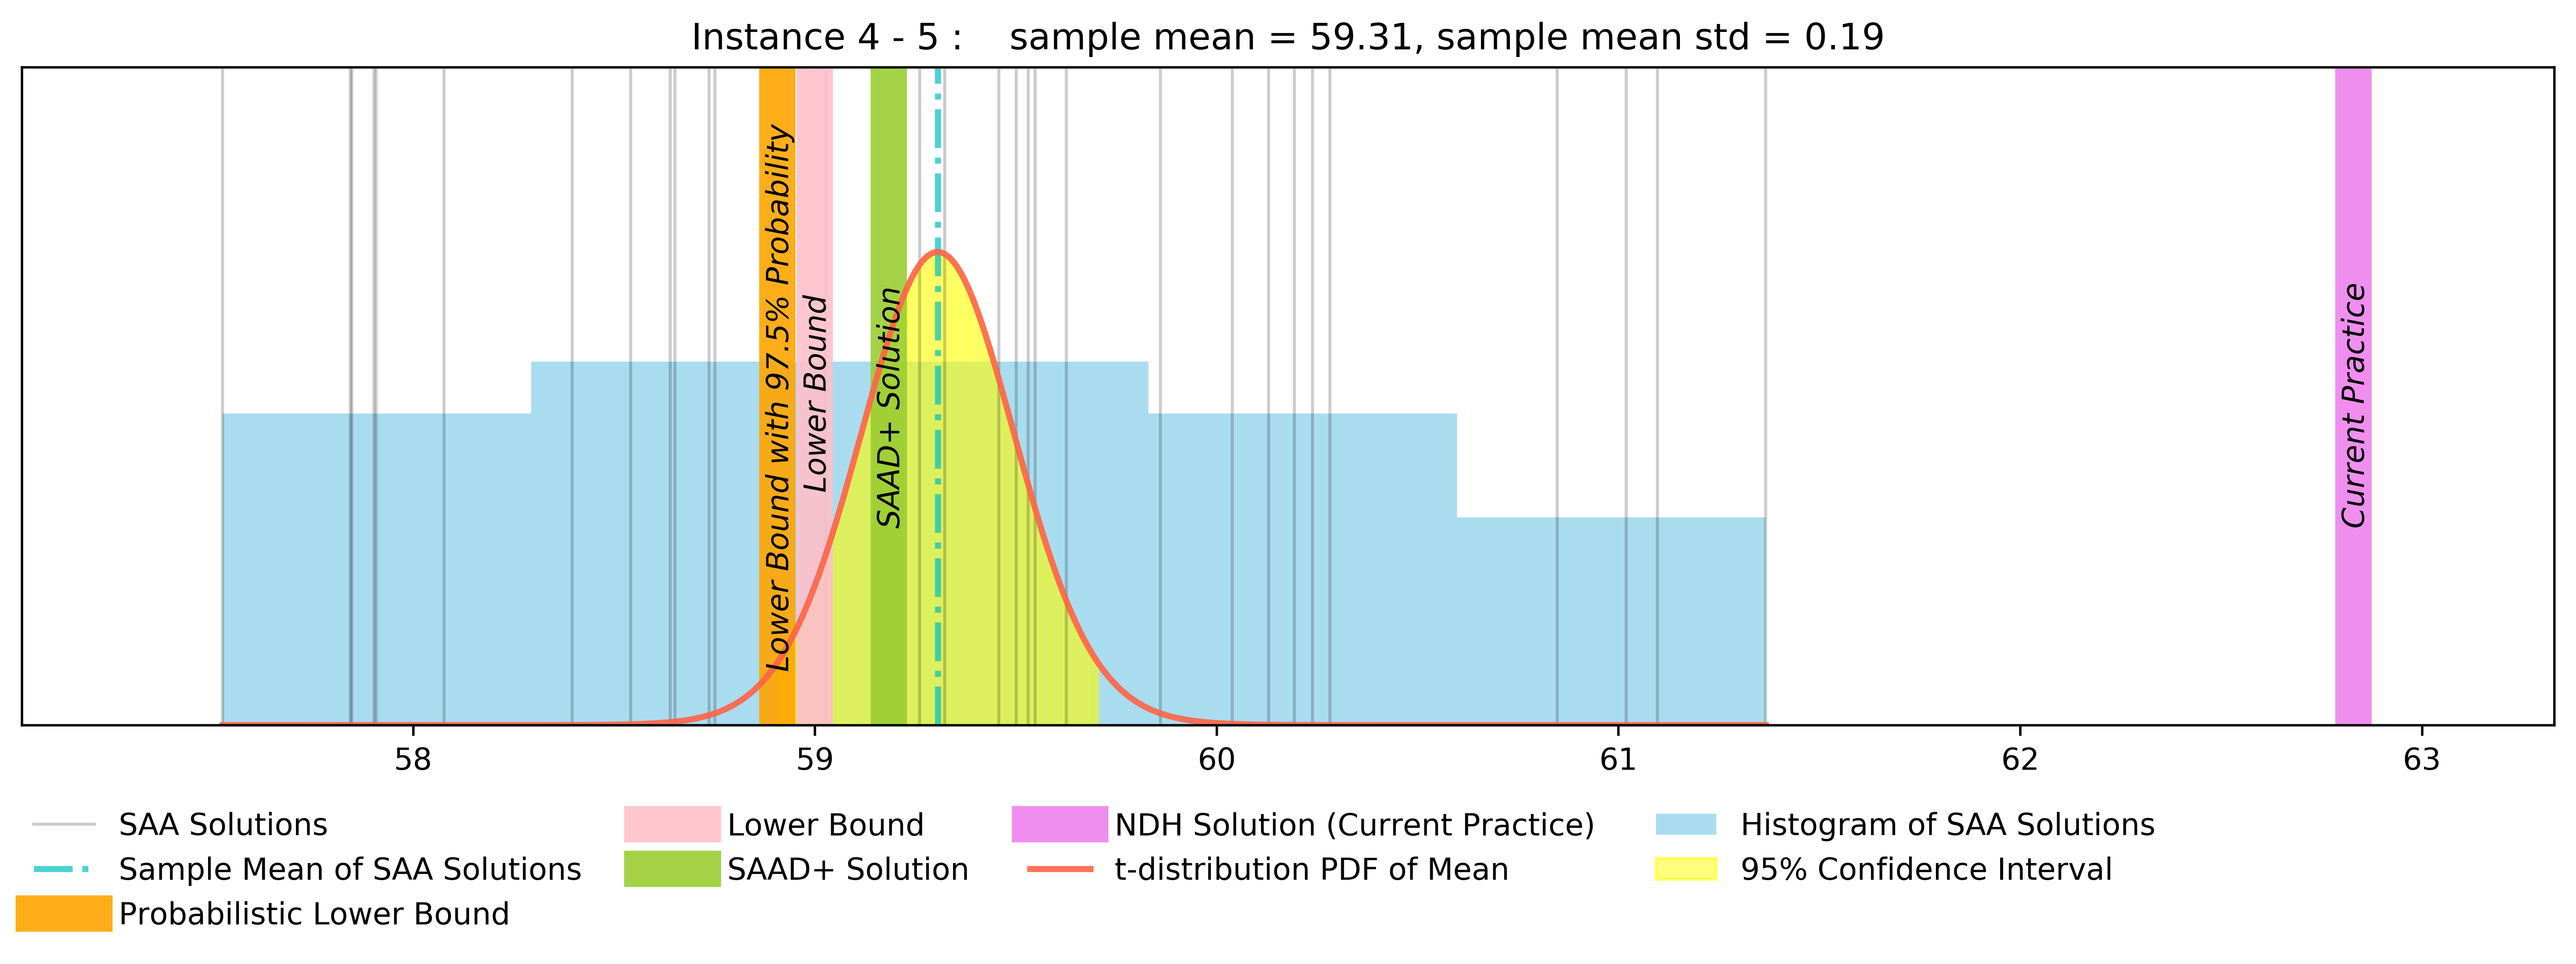 Instance 4 - 5 :    sample mean = 59.31, sample mean std = 0.19
Lower Bound with 97.5% Probability
Lower Bound
SAAD+ Solution
Current Practice
58 59 60 61 62 63
SAA Solutions
Sample Mean of SAA Solutions
Probabilistic Lower Bound
Lower Bound
SAAD+ Solution
NDH Solution (Current Practice)
t-distribution PDF of Mean
Histogram of SAA Solutions
95% Confidence Interval